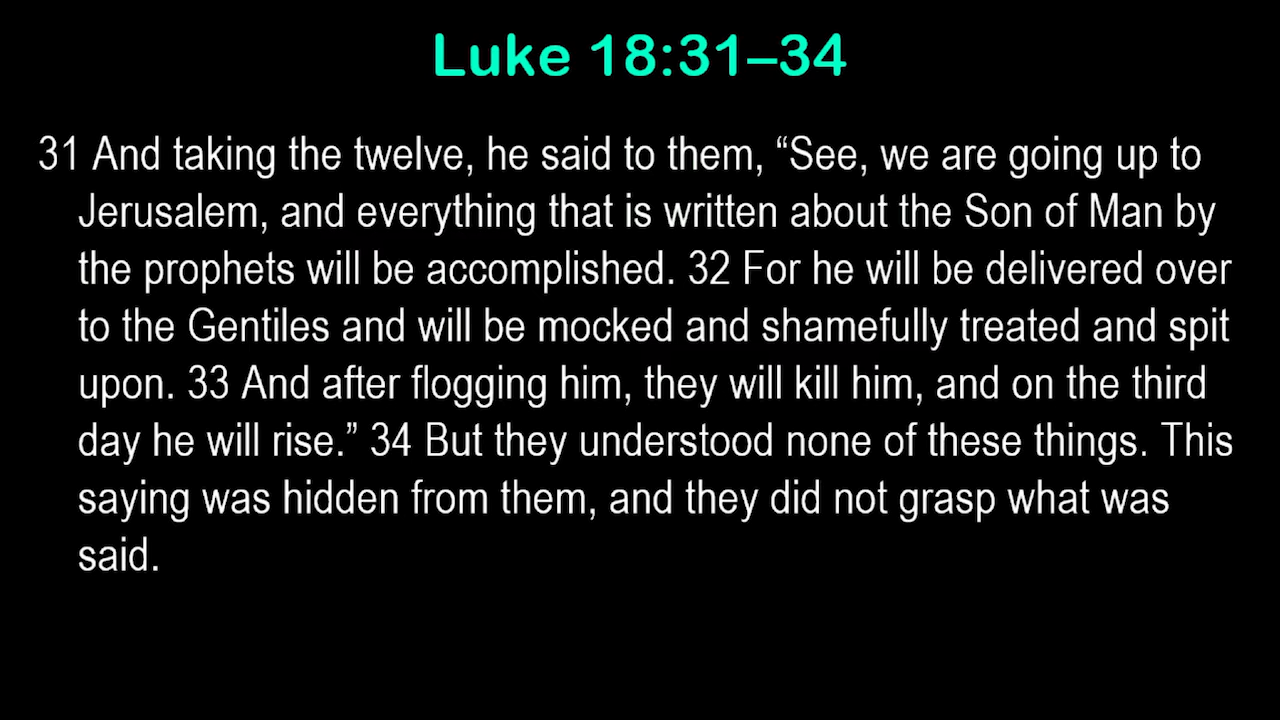 Luke 18:31–34
31 And taking the twelve, he said to them, “See, we are going up to
Jerusalem, and everything that is written about the Son of Man by
the prophets will be accomplished. 32 For he will be delivered over
to the Gentiles and will be mocked and shamefully treated and spit
upon. 33 And after flogging him, they will kill him, and on the third
day he will rise.” 34 But they understood none of these things. This
saying was hidden from them, and they did not grasp what was
said.